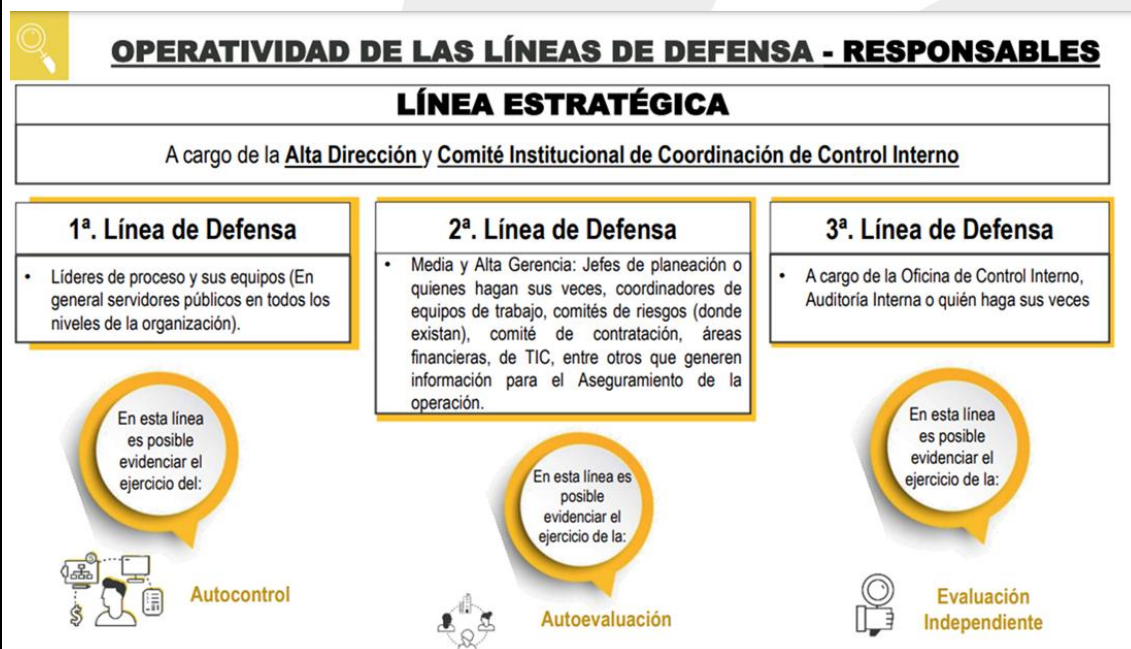 OPERATIVIDAD DE LAS LÍNEAS DE DEFENSA - RESPONSABLES
LÍNEA ESTRATÉGICA
A cargo de la Alta Dirección y Comité Institucional de Coordinación de Control Interno
1ª. Línea de Defensa
• Líderes de proceso y sus equipos (En
general servidores públicos en todos los
niveles de la organización).
En esta línea
es posible
evidenciar el
ejercicio del:
Autocontrol
2ª. Línea de Defensa
• Media y Alta Gerencia: Jefes de planeación o
quienes hagan sus veces, coordinadores de
equipos de trabajo, comités de riesgos (donde
existan), comité de contratación, áreas
financieras, de TIC, entre otros que generen
información para el Aseguramiento de la
operación.
En esta línea es
posible
evidenciar el
ejercicio de la:
Autoevaluación
3ª. Línea de Defensa
• A cargo de la Oficina de Control Interno,
Auditoría Interna o quién haga sus veces
En esta línea
es posible
evidenciar el
ejercicio de la:
Evaluación
Independiente